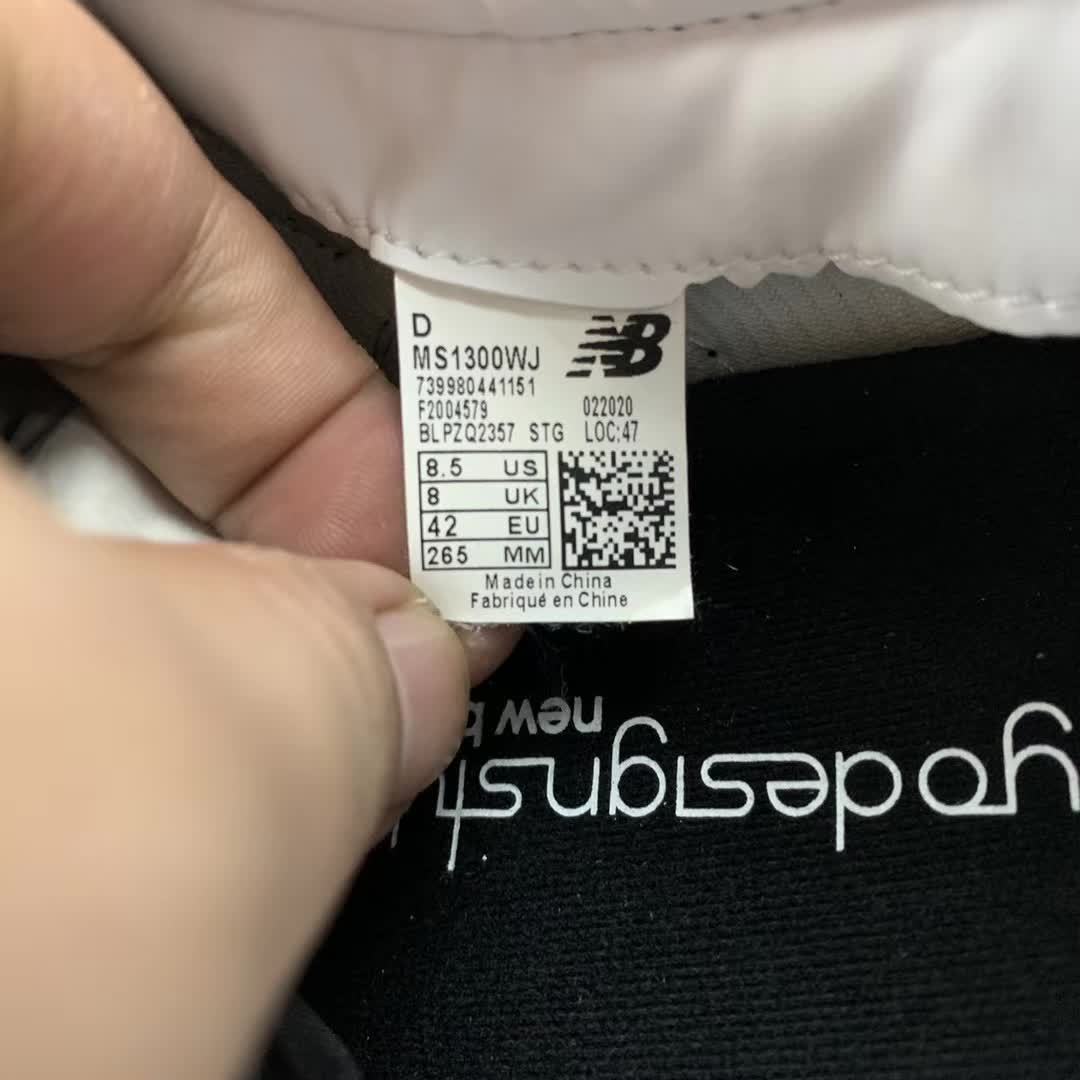 D
NB
MS1300WJ
739980441151
F2004579 022020
BLPZQ2357 STG LOC:47
8.5 US
8 UK
42 EU
265 MM
Made in China
Fabriqué en Chine
yodesignst
new b